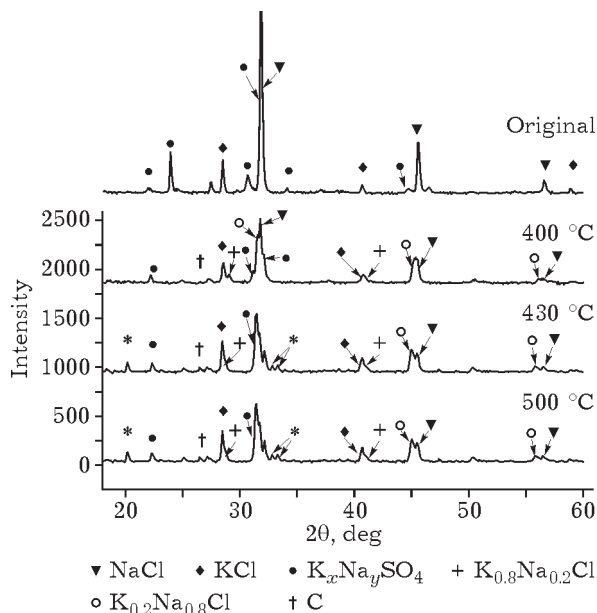 Original
2500
400 °C
2000
1500
430 °C
1000
500 °C
500
0
Intensity
20 30 40 50 60
2θ, deg
▼ NaCl ♦ KCl ● KₓNaᵧSO₄ + K₀.₈Na₀.₂Cl
○ K₀.₂Na₀.₈Cl † C